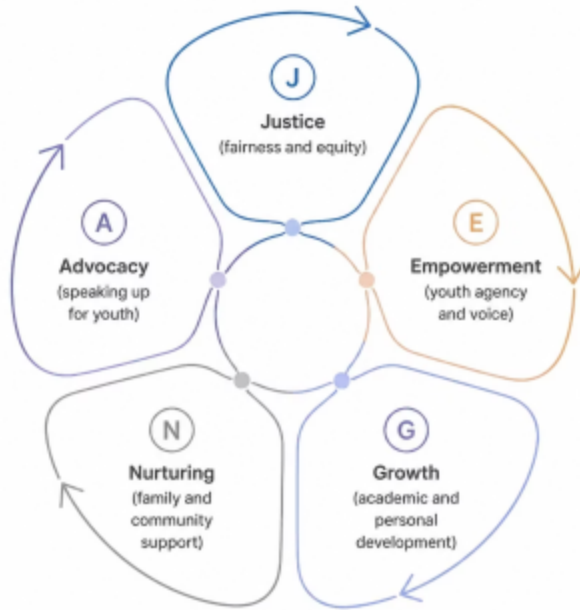 J
Justice
(fairness and equity)
E
Empowerment
(youth agency
and voice)
G
Growth
(academic and
personal
development)
N
Nurturing
(family and
community
support)
A
Advocacy
(speaking up
for youth)